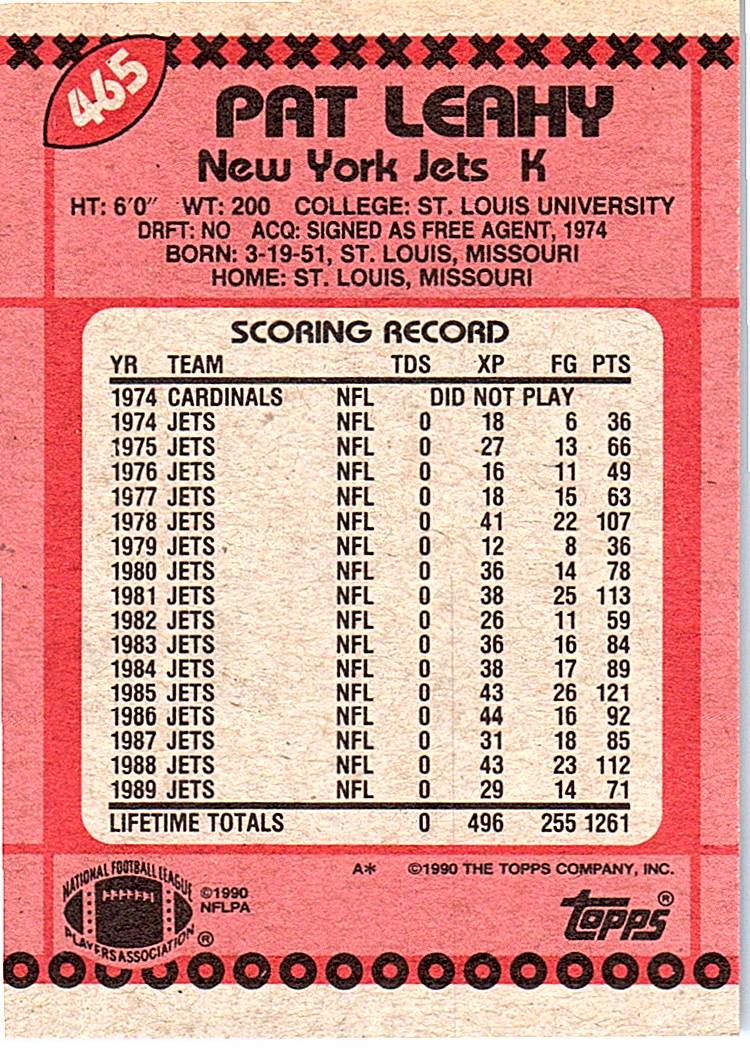 465
PAT LEAHY
New York Jets K
HT: 6'0" WT: 200 COLLEGE: ST. LOUIS UNIVERSITY
DRFT: NO ACQ: SIGNED AS FREE AGENT, 1974
BORN: 3-19-51, ST. LOUIS, MISSOURI
HOME: ST. LOUIS, MISSOURI
SCORING RECORD
YR TEAM TDS XP FG PTS
1974 CARDINALS NFL DID NOT PLAY
1974 JETS NFL 0 18 6 36
1975 JETS NFL 0 27 13 66
1976 JETS NFL 0 16 11 49
1977 JETS NFL 0 18 15 63
1978 JETS NFL 0 41 22 107
1979 JETS NFL 0 12 8 36
1980 JETS NFL 0 36 14 78
1981 JETS NFL 0 38 25 113
1982 JETS NFL 0 26 11 59
1983 JETS NFL 0 36 16 84
1984 JETS NFL 0 38 17 89
1985 JETS NFL 0 43 26 121
1986 JETS NFL 0 44 16 92
1987 JETS NFL 0 31 18 85
1988 JETS NFL 0 43 23 112
1989 JETS NFL 0 29 14 71
LIFETIME TOTALS 0 496 255 1261
A* ©1990 THE TOPPS COMPANY, INC.
NATIONAL FOOTBALL LEAGUE
PLAYERS ASSOCIATION ®
©1990
NFLPA
topps ®